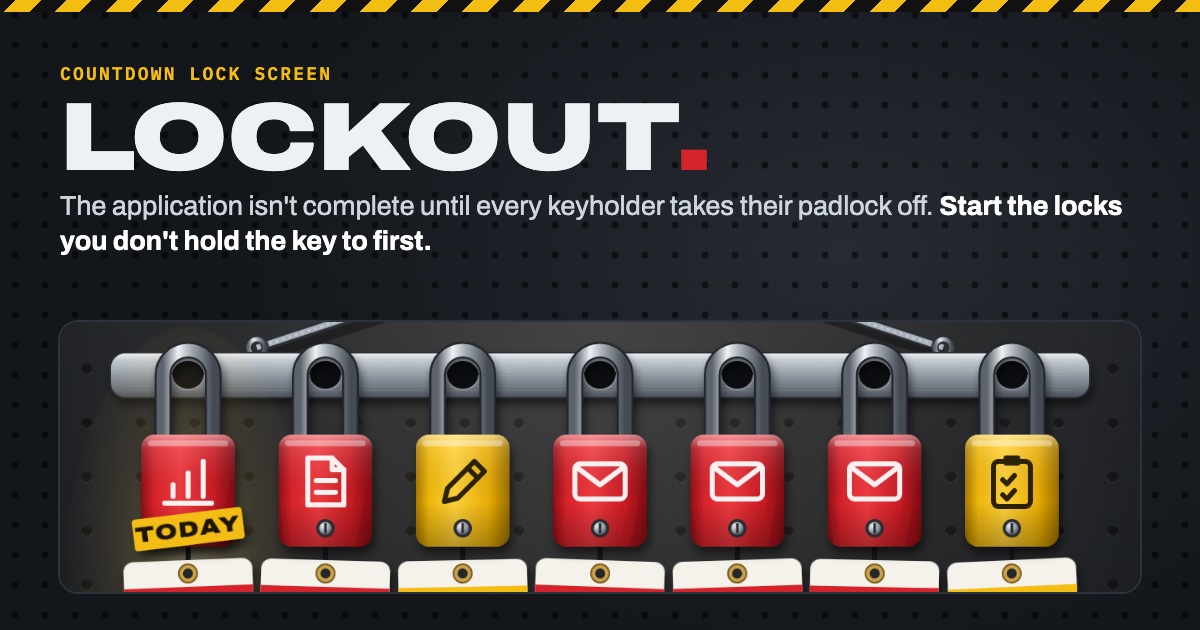 COUNTDOWN LOCK SCREEN
LOCKOUT.
The application isn't complete until every keyholder takes their padlock off. Start the locks
you don't hold the key to first.
TODAY